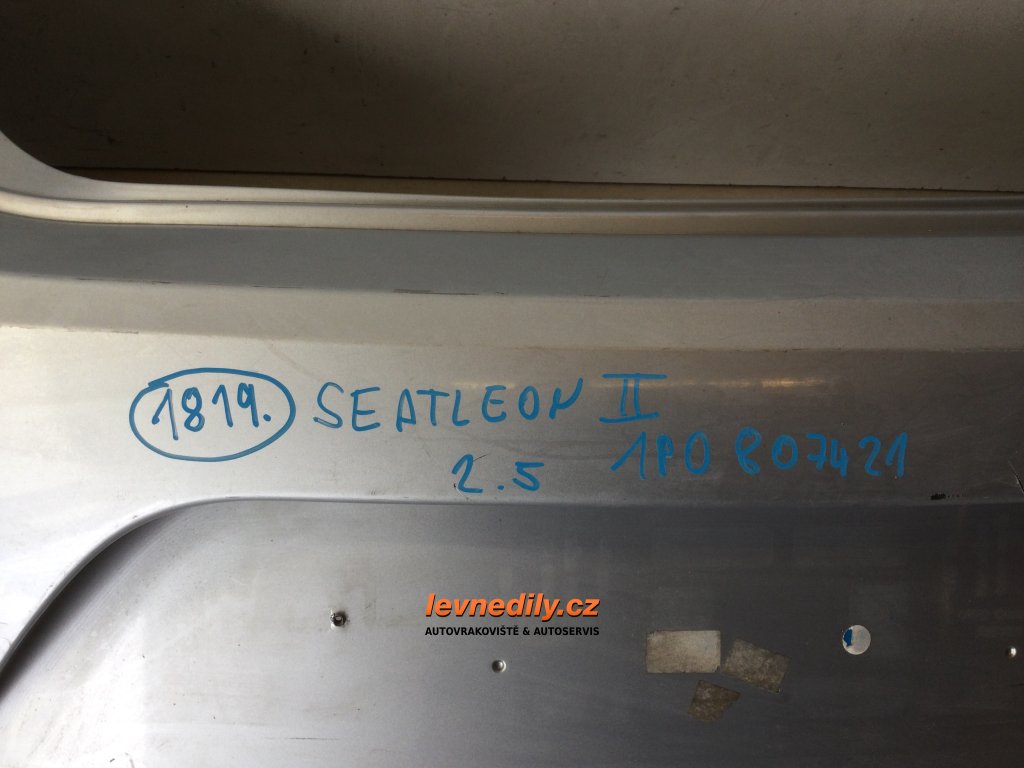 1819. SEATLEON II
2.5 1P0 807421
levnedily.cz
AUTOVRAKOVIŠTĚ & AUTOSERVIS